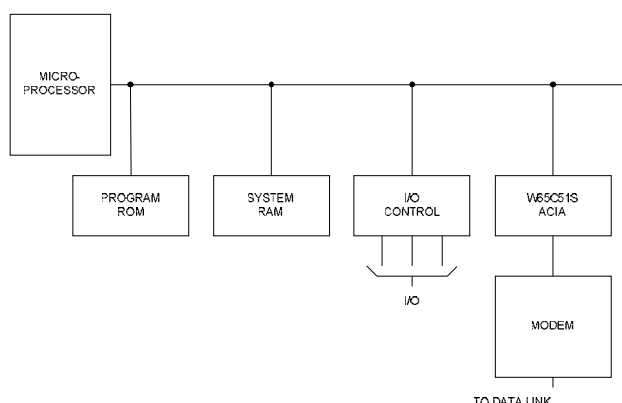 MICRO-
PROCESSOR
PROGRAM
ROM
SYSTEM
RAM
I/O
CONTROL
W65C51S
ACIA
I/O
MODEM
TO DATA LINK